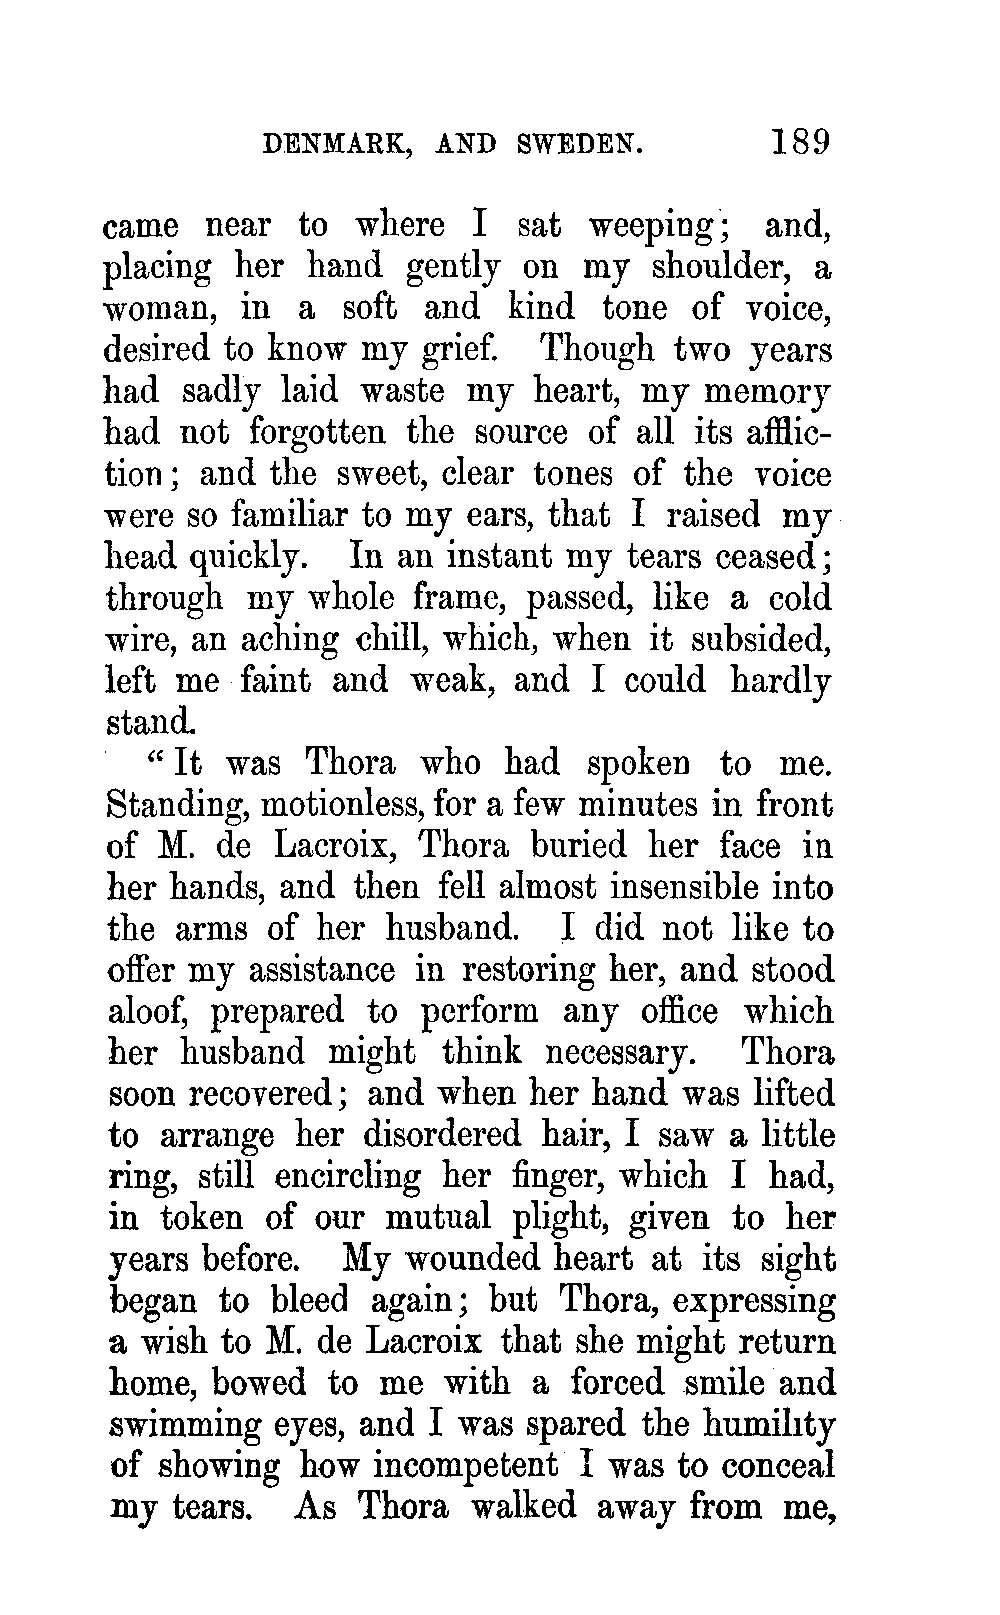 DENMARK, AND SWEDEN. 189
came near to where I sat weeping; and,
placing her hand gently on my shoulder, a
woman, in a soft and kind tone of voice,
desired to know my grief. Though two years
had sadly laid waste my heart, my memory
had not forgotten the source of all its afflic-
tion; and the sweet, clear tones of the voice
were so familiar to my ears, that I raised my
head quickly. In an instant my tears ceased;
through my whole frame, passed, like a cold
wire, an aching chill, which, when it subsided,
left me faint and weak, and I could hardly
stand.
“It was Thora who had spoken to me.
Standing, motionless, for a few minutes in front
of M. de Lacroix, Thora buried her face in
her hands, and then fell almost insensible into
the arms of her husband. I did not like to
offer my assistance in restoring her, and stood
aloof, prepared to perform any office which
her husband might think necessary. Thora
soon recovered; and when her hand was lifted
to arrange her disordered hair, I saw a little
ring, still encircling her finger, which I had,
in token of our mutual plight, given to her
years before. My wounded heart at its sight
began to bleed again; but Thora, expressing
a wish to M. de Lacroix that she might return
home, bowed to me with a forced smile and
swimming eyes, and I was spared the humility
of showing how incompetent I was to conceal
my tears. As Thora walked away from me,